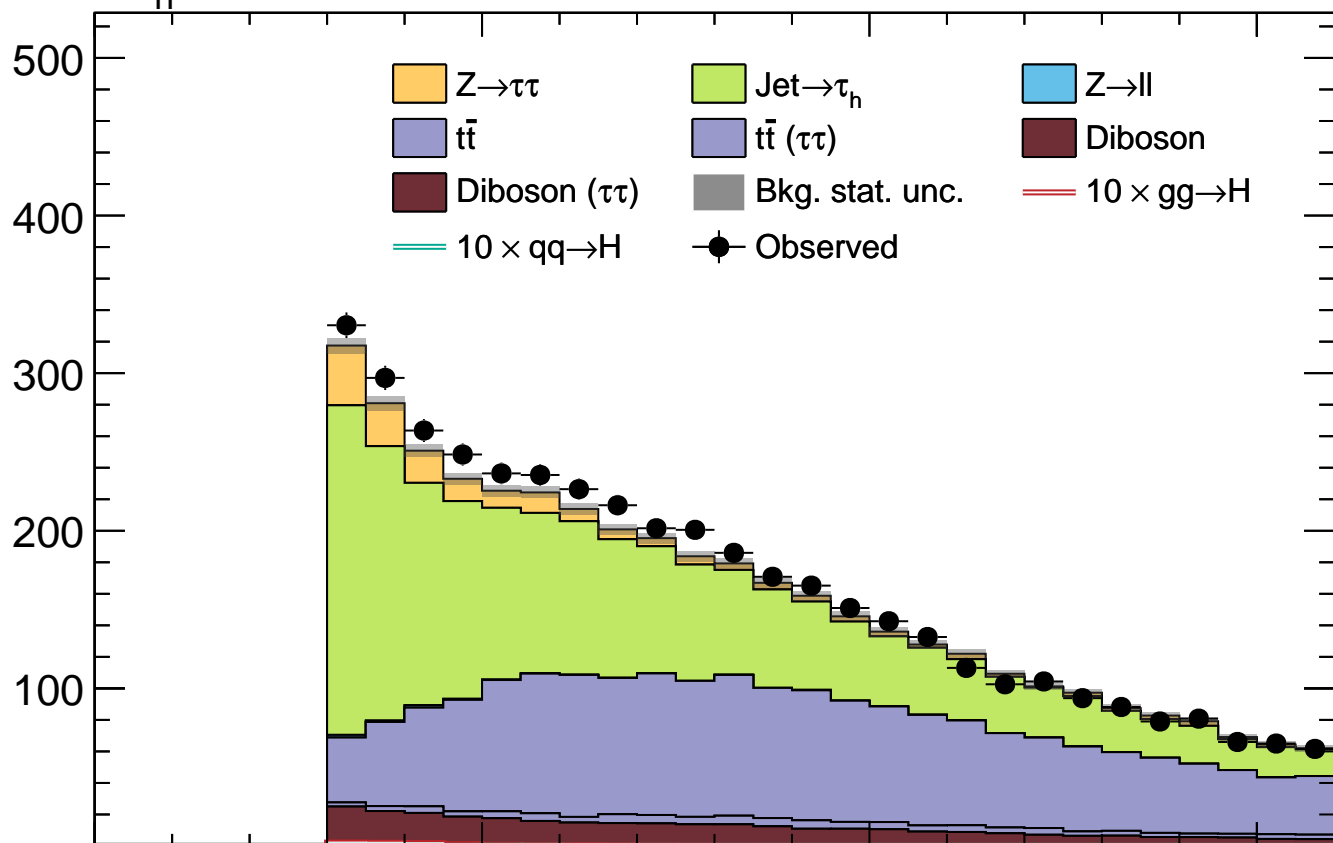 500
Z→ττ Jet→τh Z→ll
tt̄ tt̄ (ττ) Diboson
Diboson (ττ) Bkg. stat. unc. 10 × gg→H
400
10 × qq→H Observed
300
200
100